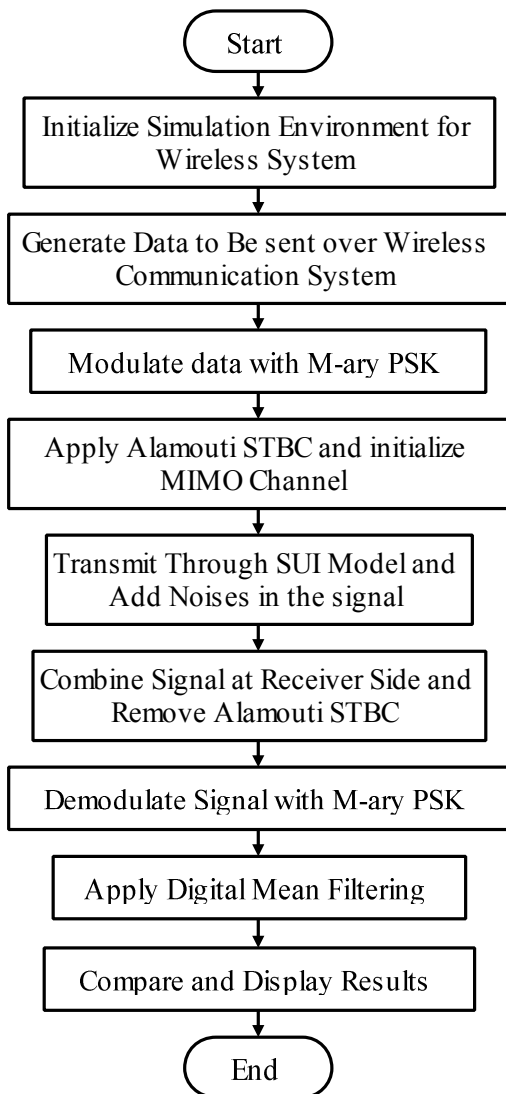 Start
Initialize Simulation Environment for
Wireless System
Generate Data to Be sent over Wireless
Communication System
Modulate data with M-ary PSK
Apply Alamouti STBC and initialize
MIMO Channel
Transmit Through SUI Model and
Add Noises in the signal
Combine Signal at Receiver Side and
Remove Alamouti STBC
Demodulate Signal with M-ary PSK
Apply Digital Mean Filtering
Compare and Display Results
End